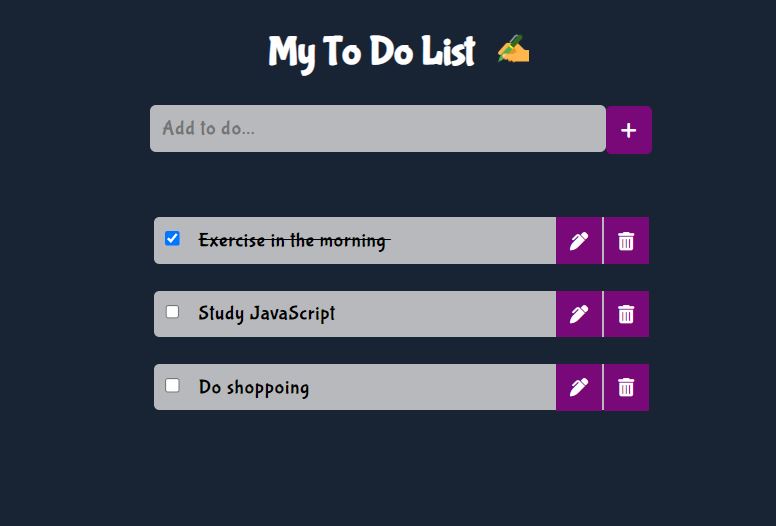 My To Do List ✍
Add to do...
Exercise in the morning
Study JavaScript
Do shoppoing